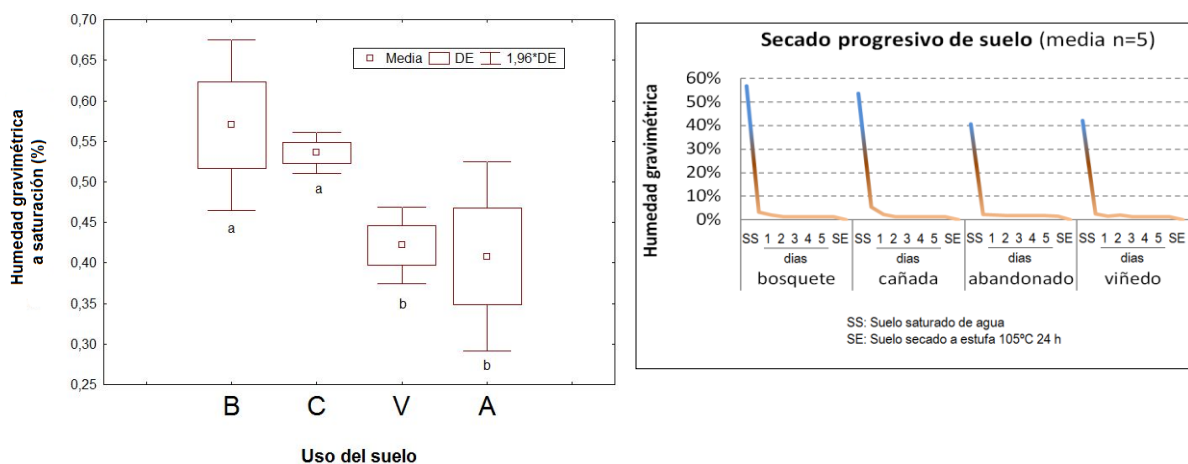 0,70
0,65
0,60
0,55
0,50
0,45
0,40
0,35
0,30
0,25
Humedad gravimétrica
a saturación (%)
Media DE 1,96*DE
a
a
b
b
B C V A
Uso del suelo
Secado progresivo de suelo (media n=5)
Humedad gravimétrica
60%
50%
40%
30%
20%
10%
0%
SS 1 2 3 4 5 SE SS 1 2 3 4 5 SE SS 1 2 3 4 5 SE SS 1 2 3 4 5 SE
dias dias dias dias
bosquete cañada abandonado viñedo
SS: Suelo saturado de agua
SE: Suelo secado a estufa 105ºC 24 h